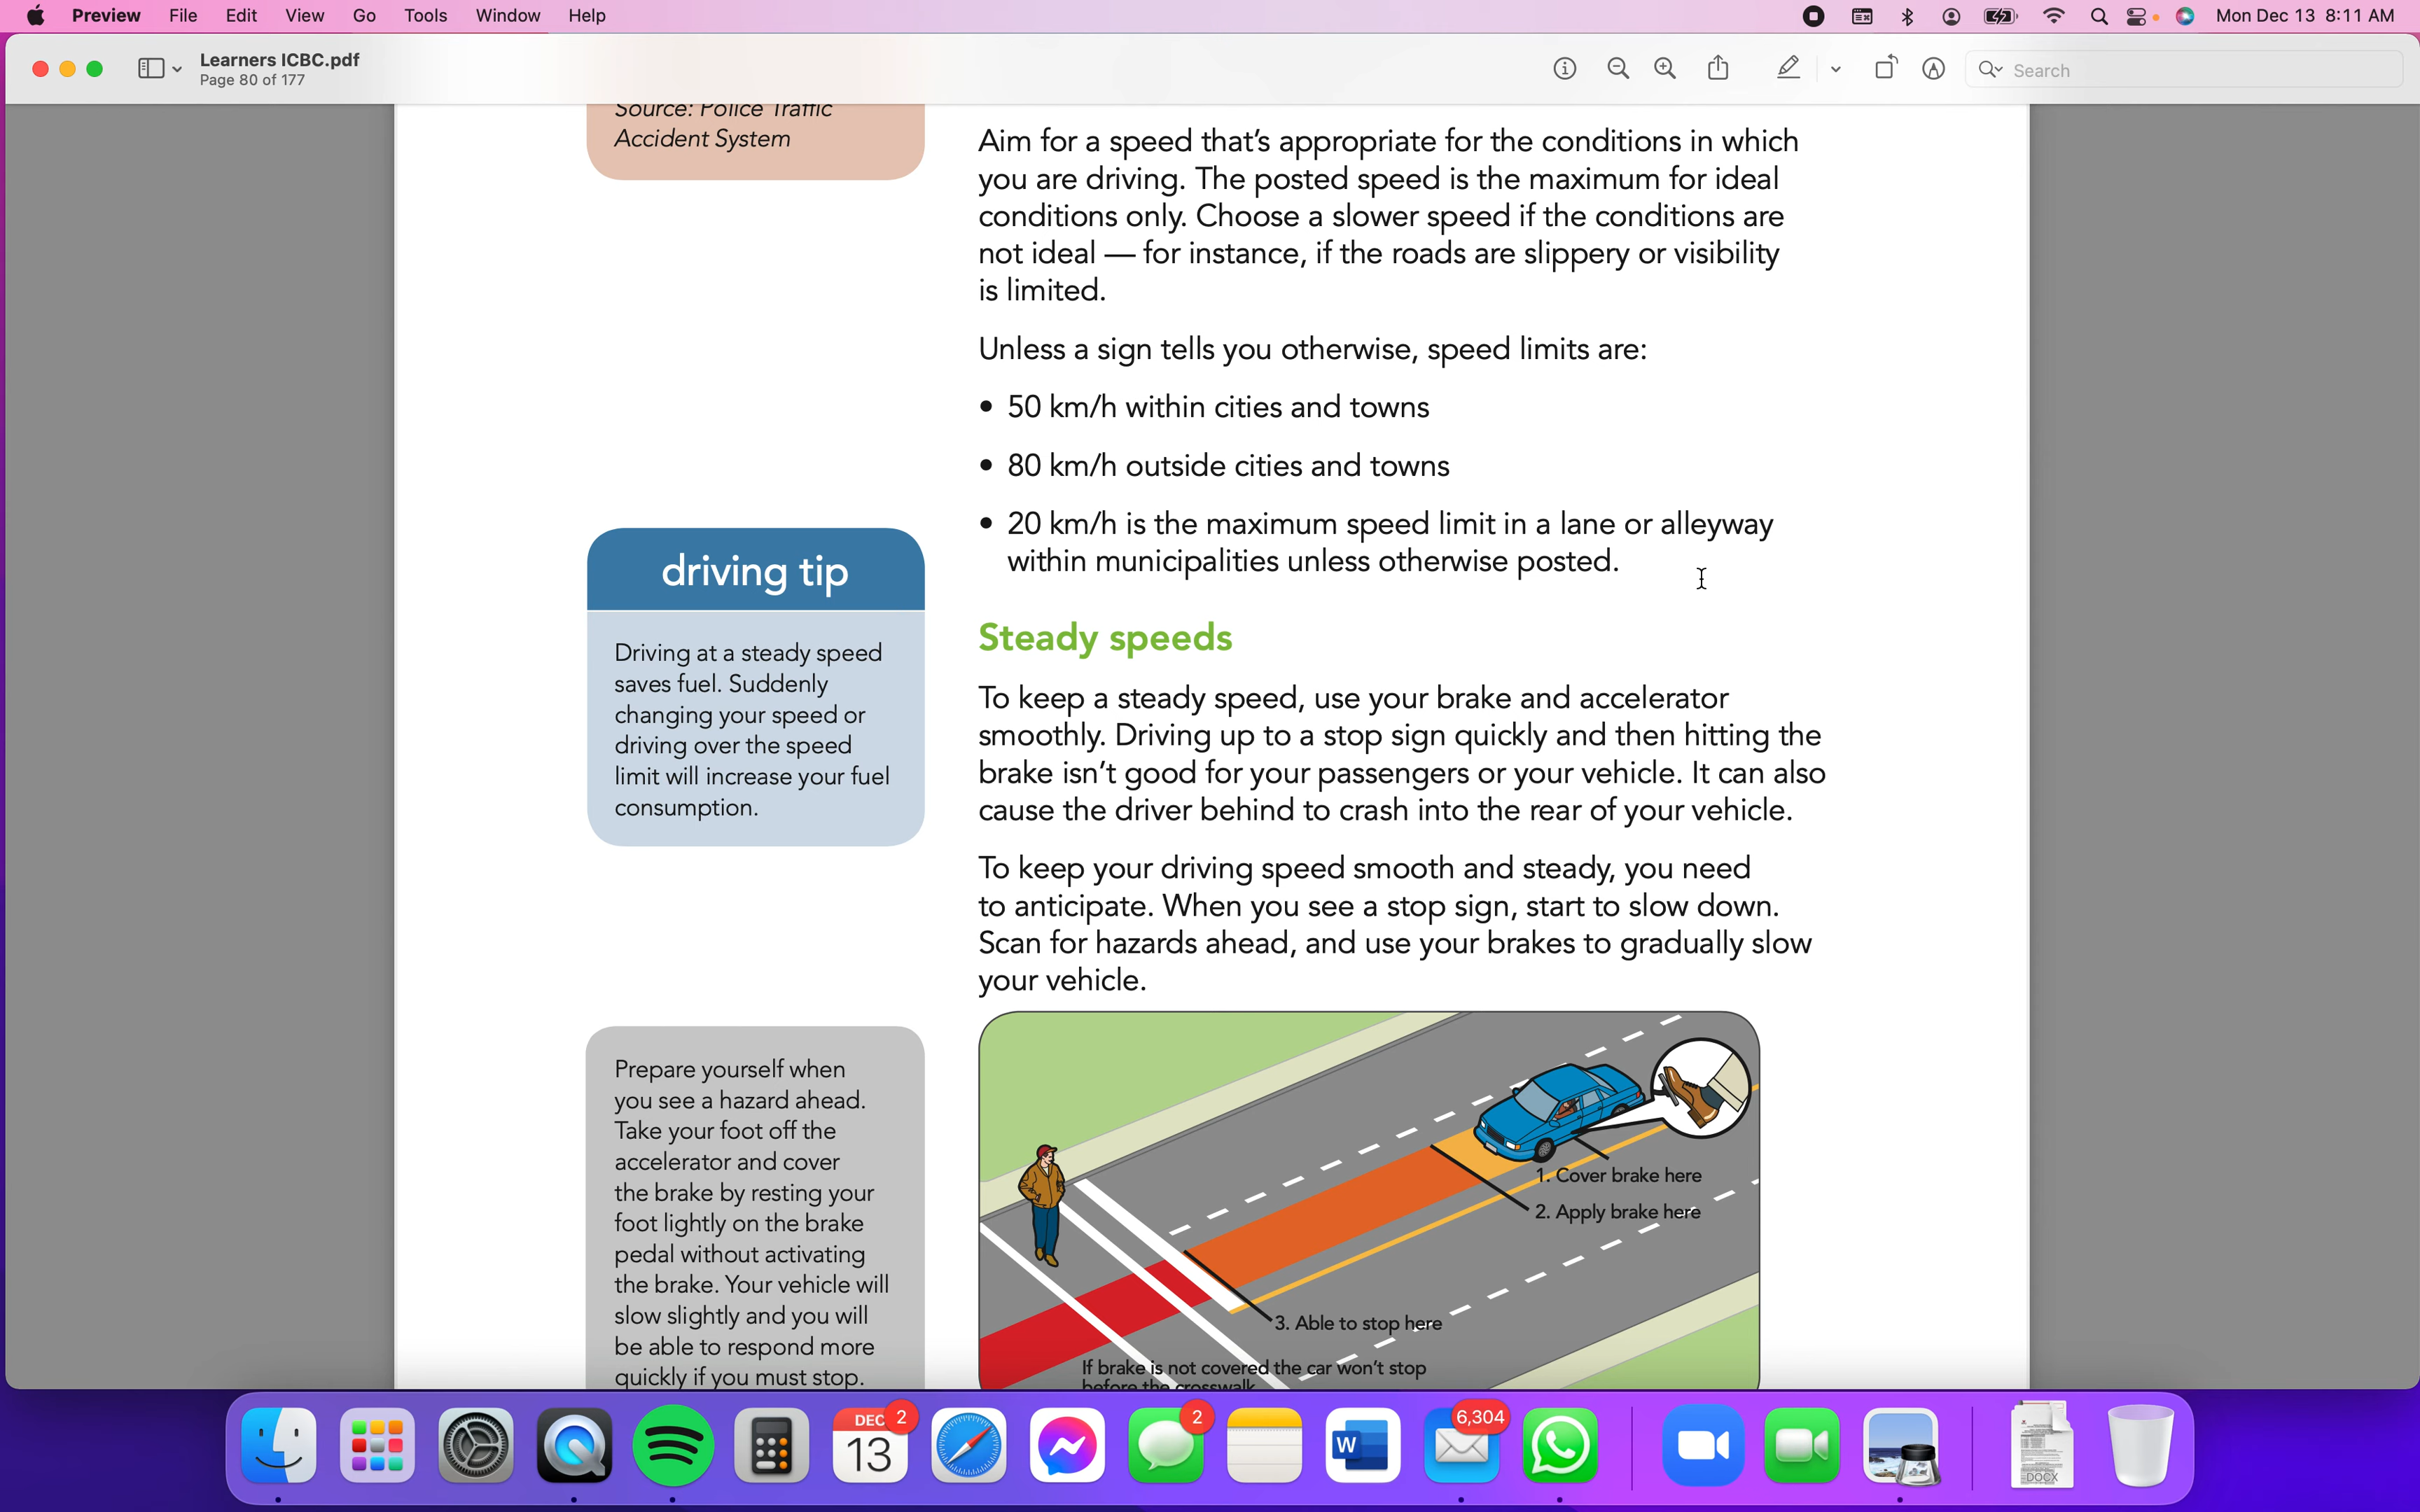 Preview File Edit View Go Tools Window Help Mon Dec 13 8:11 AM
Learners ICBC.pdf
Page 80 of 177
Search
Source: Police Traffic
Accident System
Aim for a speed that's appropriate for the conditions in which
you are driving. The posted speed is the maximum for ideal
conditions only. Choose a slower speed if the conditions are
not ideal — for instance, if the roads are slippery or visibility
is limited.
Unless a sign tells you otherwise, speed limits are:
• 50 km/h within cities and towns
• 80 km/h outside cities and towns
• 20 km/h is the maximum speed limit in a lane or alleyway
within municipalities unless otherwise posted.
driving tip
Driving at a steady speed
saves fuel. Suddenly
changing your speed or
driving over the speed
limit will increase your fuel
consumption.
Steady speeds
To keep a steady speed, use your brake and accelerator
smoothly. Driving up to a stop sign quickly and then hitting the
brake isn't good for your passengers or your vehicle. It can also
cause the driver behind to crash into the rear of your vehicle.
To keep your driving speed smooth and steady, you need
to anticipate. When you see a stop sign, start to slow down.
Scan for hazards ahead, and use your brakes to gradually slow
your vehicle.
Prepare yourself when
you see a hazard ahead.
Take your foot off the
accelerator and cover
the brake by resting your
foot lightly on the brake
pedal without activating
the brake. Your vehicle will
slow slightly and you will
be able to respond more
quickly if you must stop.
1. Cover brake here
2. Apply brake here
3. Able to stop here
If brake is not covered the car won't stop
before the crosswalk
DEC 2 2 6,304
13 W DOCX